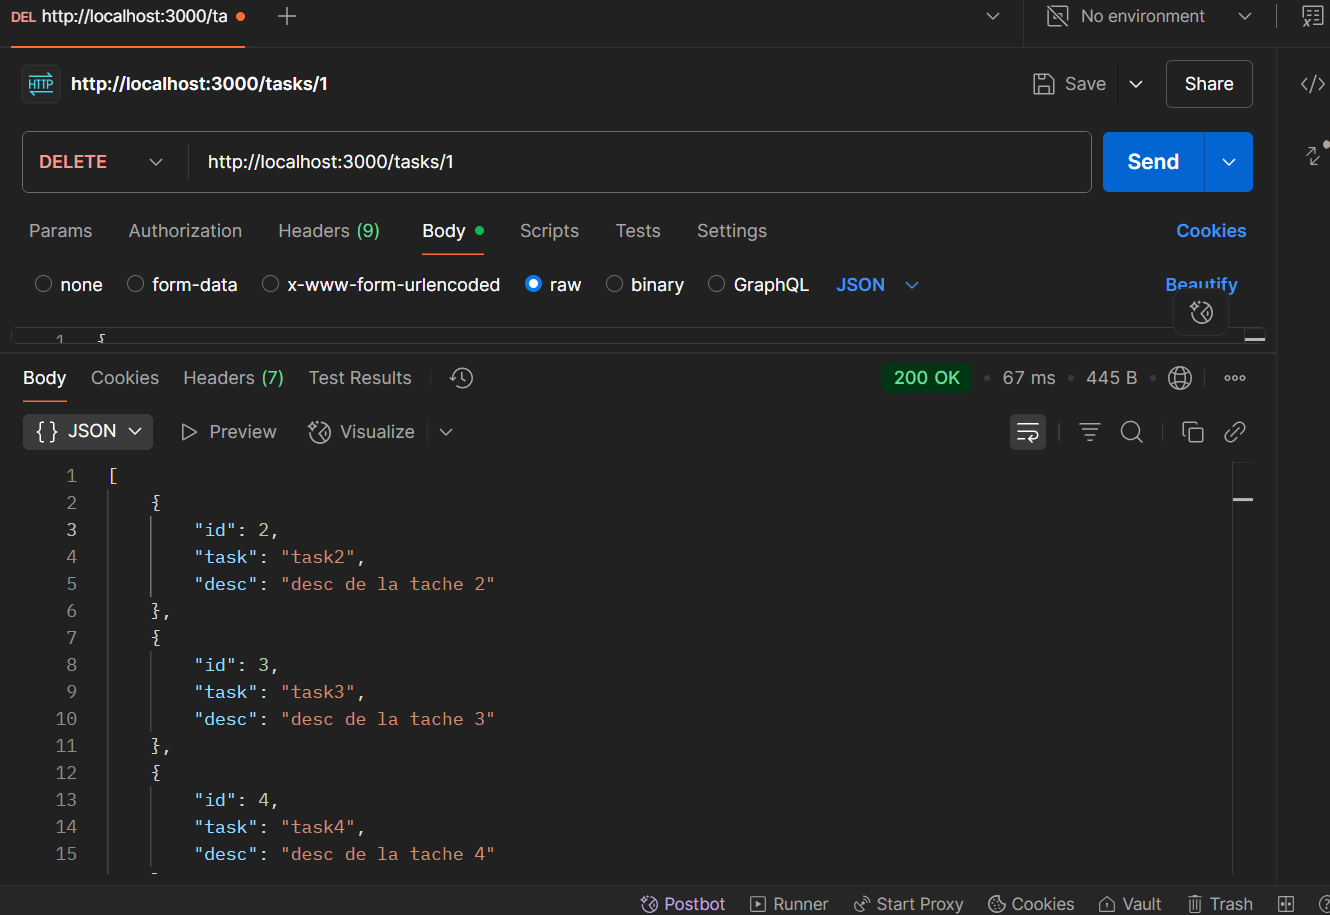 DEL http://localhost:3000/ta
No environment
HTTP http://localhost:3000/tasks/1
Save
Share
DELETE http://localhost:3000/tasks/1
Send
Params Authorization Headers (9) Body Scripts Tests Settings Cookies
none form-data x-www-form-urlencoded raw binary GraphQL JSON Beautify
1 {
Body Cookies Headers (7) Test Results 200 OK 67 ms 445 B
{} JSON Preview Visualize
1 [
2 {
3 "id": 2,
4 "task": "task2",
5 "desc": "desc de la tache 2"
6 },
7 {
8 "id": 3,
9 "task": "task3",
10 "desc": "desc de la tache 3"
11 },
12 {
13 "id": 4,
14 "task": "task4",
15 "desc": "desc de la tache 4"
Postbot Runner Start Proxy Cookies Vault Trash